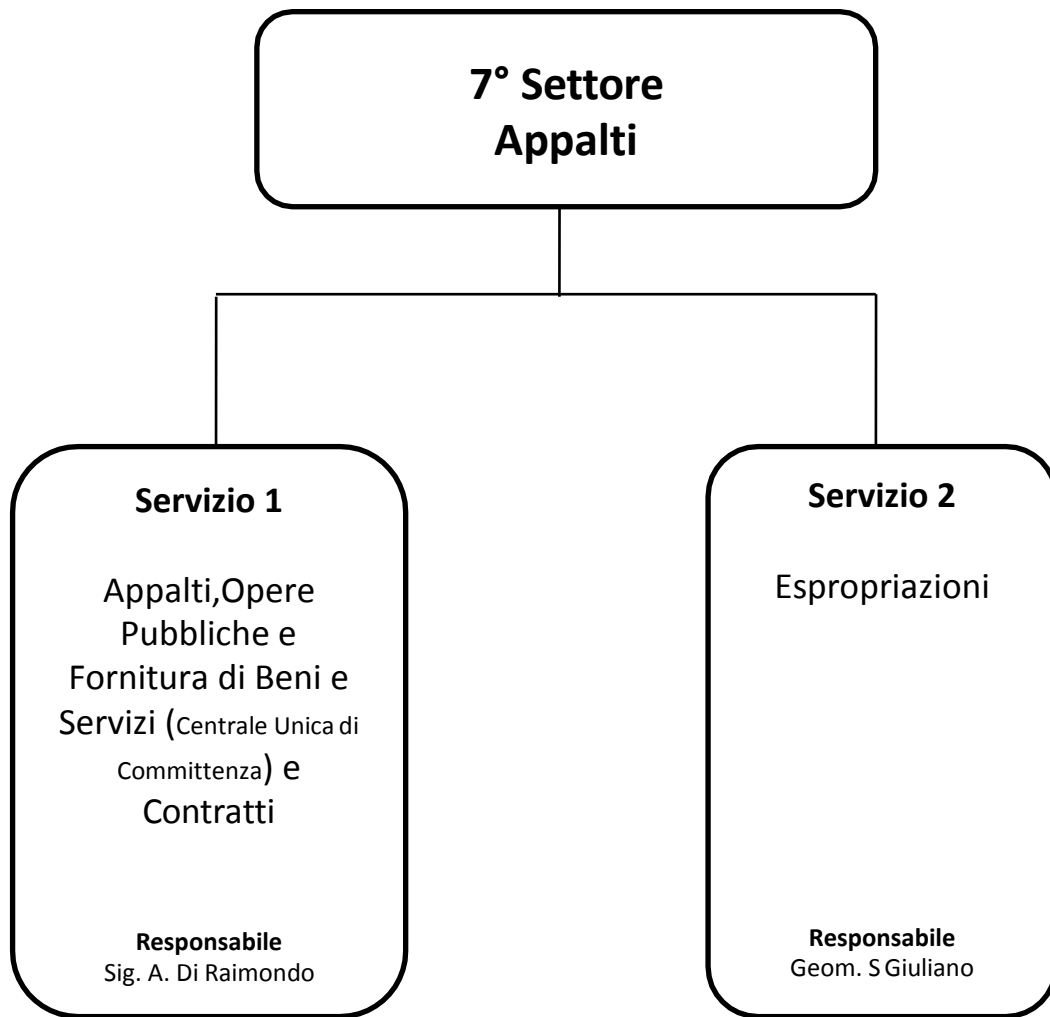 7° Settore
Appalti
Servizio 1
Appalti,Opere
Pubbliche e
Fornitura di Beni e
Servizi (Centrale Unica di
Committenza) e
Contratti
Responsabile
Sig. A. Di Raimondo
Servizio 2
Espropriazioni
Responsabile
Geom. S Giuliano